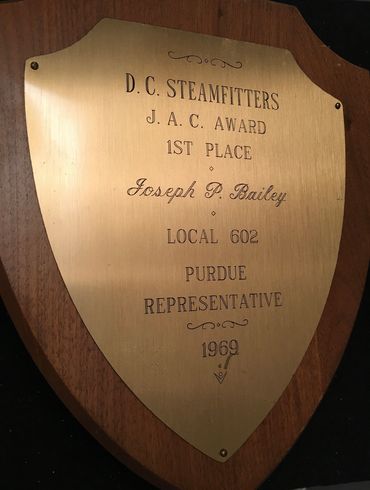 D. C. STEAMFITTERS
J. A. C. AWARD
1ST PLACE
Joseph P. Bailey
LOCAL 602
PURDUE
REPRESENTATIVE
1969